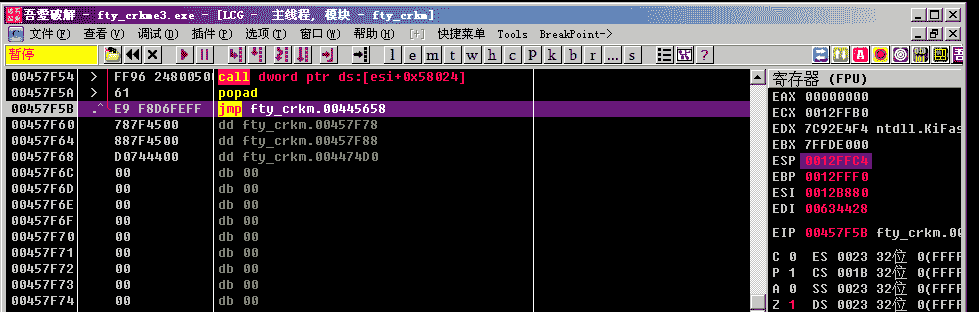 吾爱破解 - fty_crkme3.exe - [LCG - 主线程, 模块 - fty_crkm]
文件(F) 查看(V) 调试(D) 插件(P) 选项(T) 窗口(W) 帮助(H) [+] 快捷菜单 Tools BreakPoint->
暂停 l e m t w h c p k b r ... s ?
00457F54 > FF96 24800500 call dword ptr ds:[esi+0x58024]
00457F5A > 61 popad
00457F5B .^ E9 F8D6FEFF jmp fty_crkm.00445658
00457F60 787F4500 dd fty_crkm.00457F78
00457F64 887F4500 dd fty_crkm.00457F88
00457F68 D0744400 dd fty_crkm.004474D0
00457F6C 00 db 00
00457F6D 00 db 00
00457F6E 00 db 00
00457F6F 00 db 00
00457F70 00 db 00
00457F71 00 db 00
00457F72 00 db 00
00457F73 00 db 00
00457F74 00 db 00
寄存器 (FPU)
EAX 00000000
ECX 0012FFB0
EDX 7C92E4F4 ntdll.KiFas
EBX 7FFDE000
ESP 0012FFC4
EBP 0012FFF0
ESI 0012B880
EDI 00634428
EIP 00457F5B fty_crkm.00
C 0 ES 0023 32位 0(FFFF
P 1 CS 001B 32位 0(FFFF
A 0 SS 0023 32位 0(FFFF
Z 1 DS 0023 32位 0(FFFF